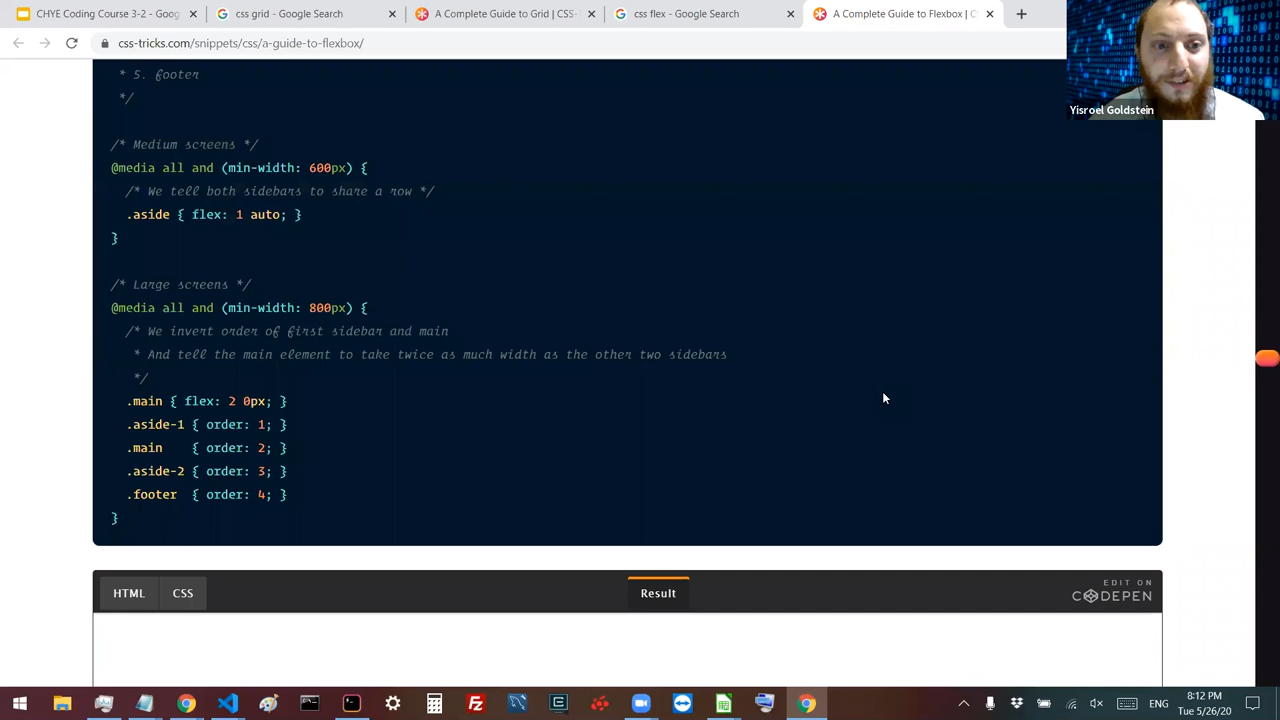 CHYE Coding Course 3-2 - Goog
css grid - Google Search
A Complete Guide to Grid | CSS-
css flex - Google Search
A Complete Guide to Flexbox | C
css-tricks.com/snippets/css/a-guide-to-flexbox/
Yisroel Goldstein
* 5. footer
*/
/* Medium screens */
@media all and (min-width: 600px) {
/* We tell both sidebars to share a row */
.aside { flex: 1 auto; }
}
/* Large screens */
@media all and (min-width: 800px) {
/* We invert order of first sidebar and main
* And tell the main element to take twice as much width as the other two sidebars
*/
.main { flex: 2 0px; }
.aside-1 { order: 1; }
.main { order: 2; }
.aside-2 { order: 3; }
.footer { order: 4; }
}
HTML
CSS
Result
EDIT ON
CODEPEN
ENG
8:12 PM
Tue 5/26/20